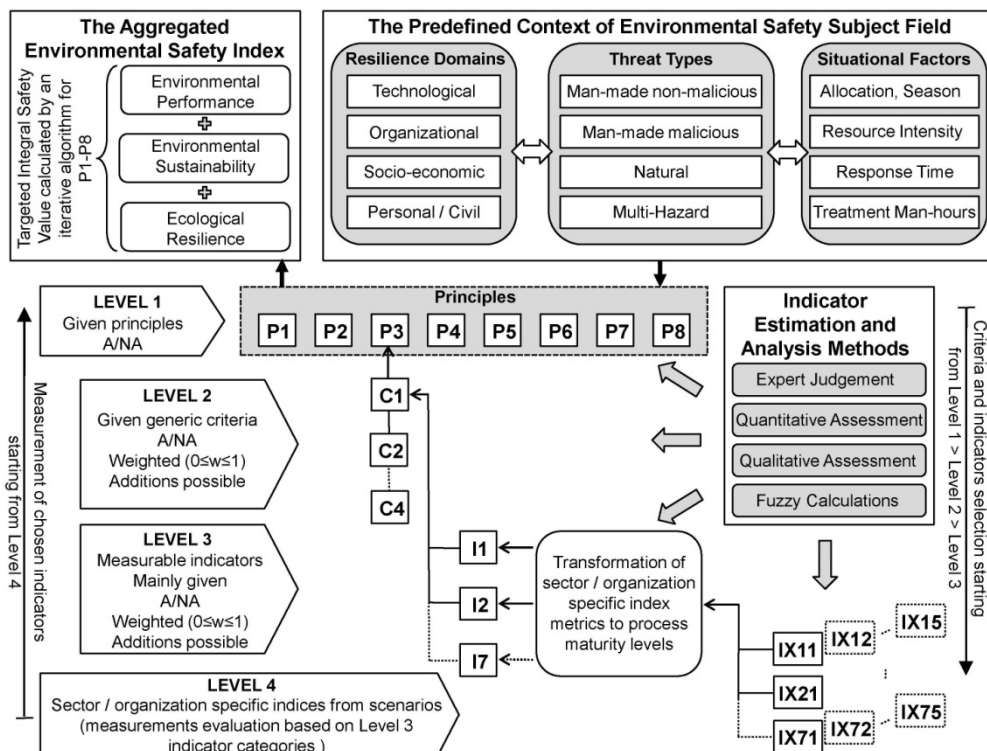 The Aggregated
Environmental Safety Index
Targeted Integral Safety
Value calculated by an
iterative algorithm for
P1-P8
Environmental
Performance
Environmental
Sustainability
Ecological
Resilience
The Predefined Context of Environmental Safety Subject Field
Resilience Domains
Technological
Organizational
Socio-economic
Personal / Civil
Threat Types
Man-made non-malicious
Man-made malicious
Natural
Multi-Hazard
Situational Factors
Allocation, Season
Resource Intensity
Response Time
Treatment Man-hours
Measurement of chosen indicators
starting from Level 4
LEVEL 1
Given principles
A/NA
Principles
P1 P2 P3 P4 P5 P6 P7 P8
LEVEL 2
Given generic criteria
A/NA
Weighted (0≤w≤1)
Additions possible
C1
C2
C4
Indicator
Estimation and
Analysis Methods
Expert Judgement
Quantitative Assessment
Qualitative Assessment
Fuzzy Calculations
Criteria and indicators selection starting
from Level 1 > Level 2 > Level 3
LEVEL 3
Measurable indicators
Mainly given
A/NA
Weighted (0≤w≤1)
Additions possible
I1
I2
I7
Transformation of
sector / organization
specific index
metrics to process
maturity levels
IX11 IX12 IX15
IX21
IX71 IX72 IX75
LEVEL 4
Sector / organization specific indices from scenarios
(measurements evaluation based on Level 3
indicator categories )